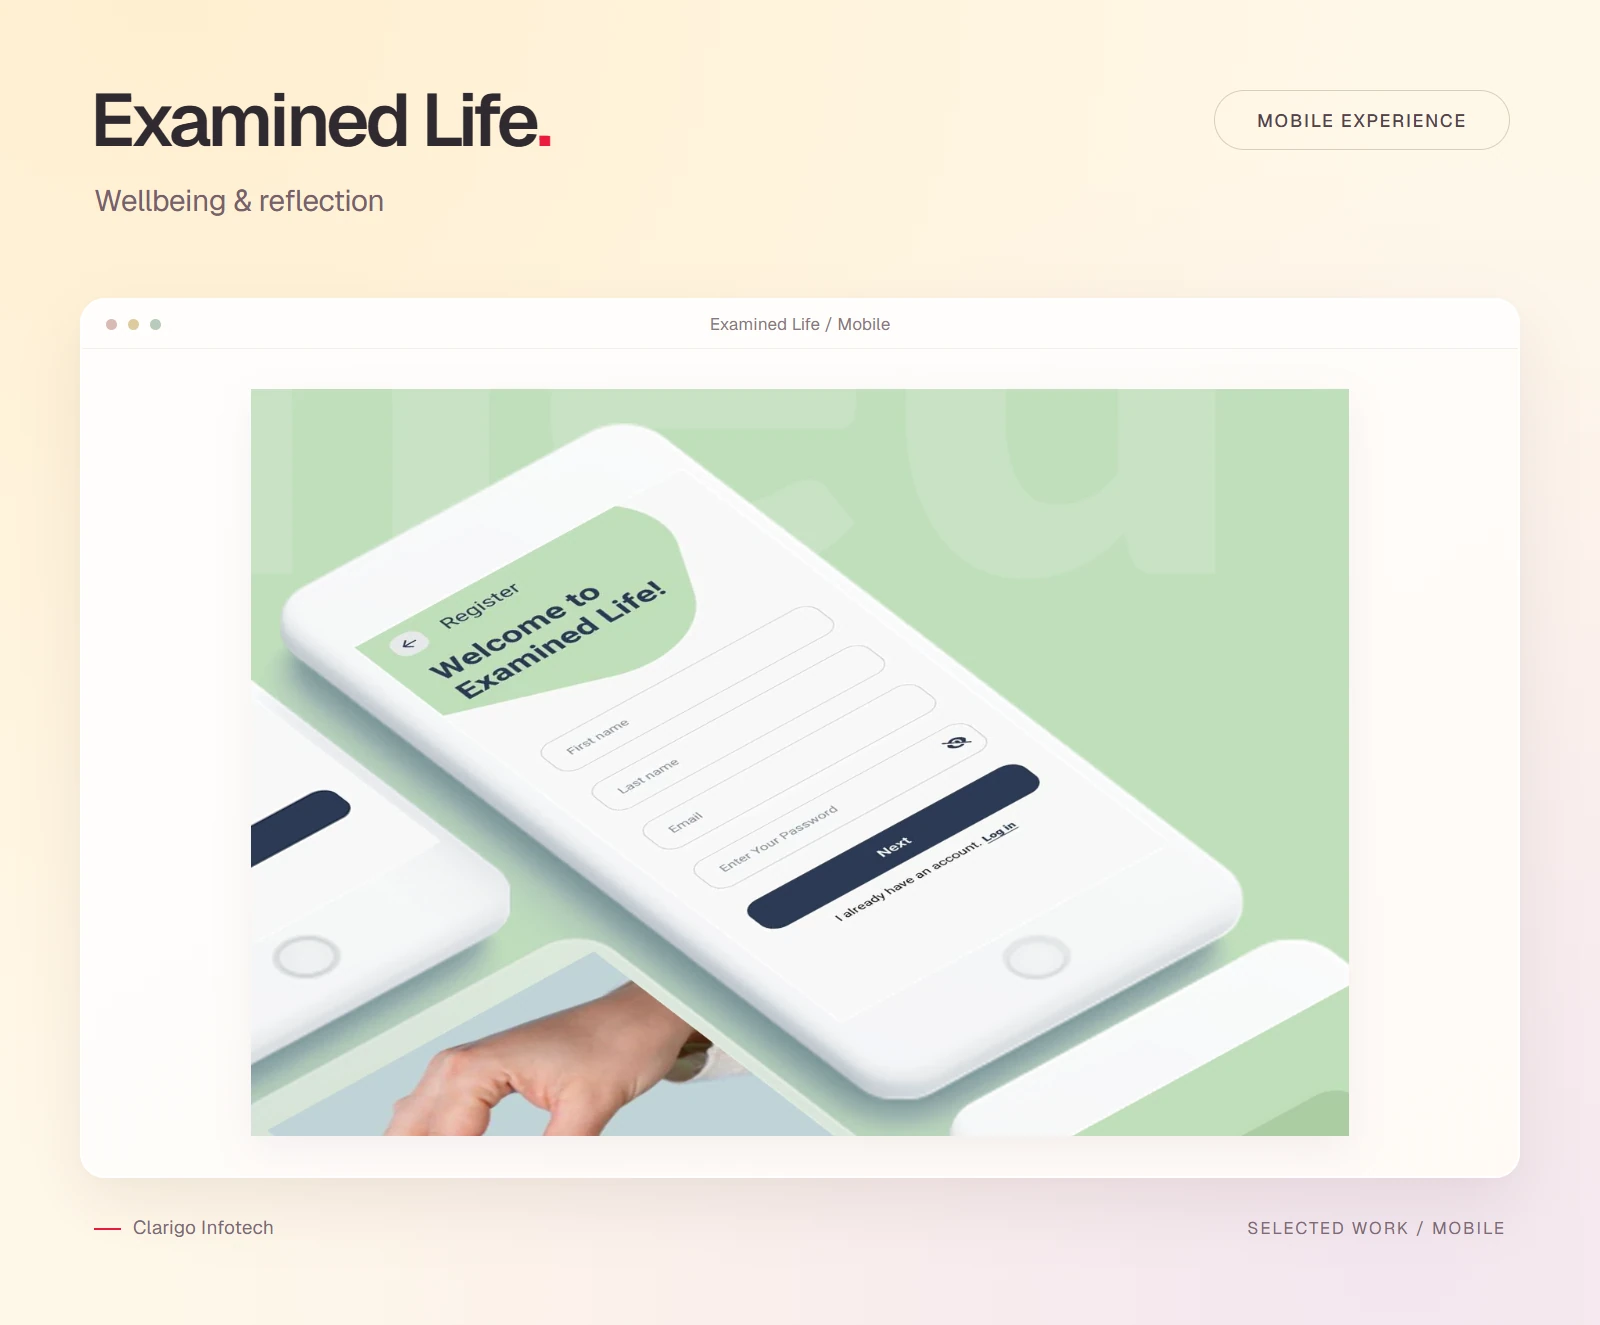 Examined Life.
MOBILE EXPERIENCE
Wellbeing & reflection
Examined Life / Mobile
Register
Welcome to
Examined Life!
First name
Last name
Email
Enter Your Password
Next
I already have an account. Log in
Clarigo Infotech
SELECTED WORK / MOBILE